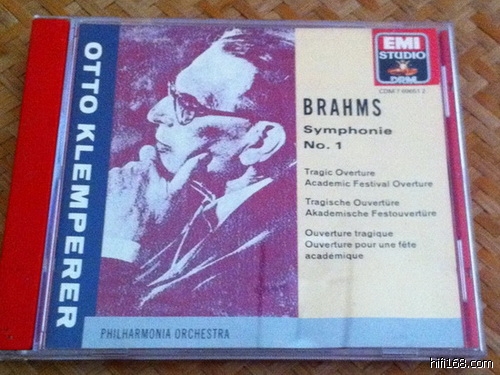 OTTO KLEMPERER
EMI
STUDIO
DRM
BRAHMS
Symphonie
No. 1
Tragic Overture
Academic Festival Overture
Tragische Ouvertüre
Akademische Festouvertüre
Ouverture tragique
Ouverture pour une fête
académique
PHILHARMONIA ORCHESTRA
hifi168.com